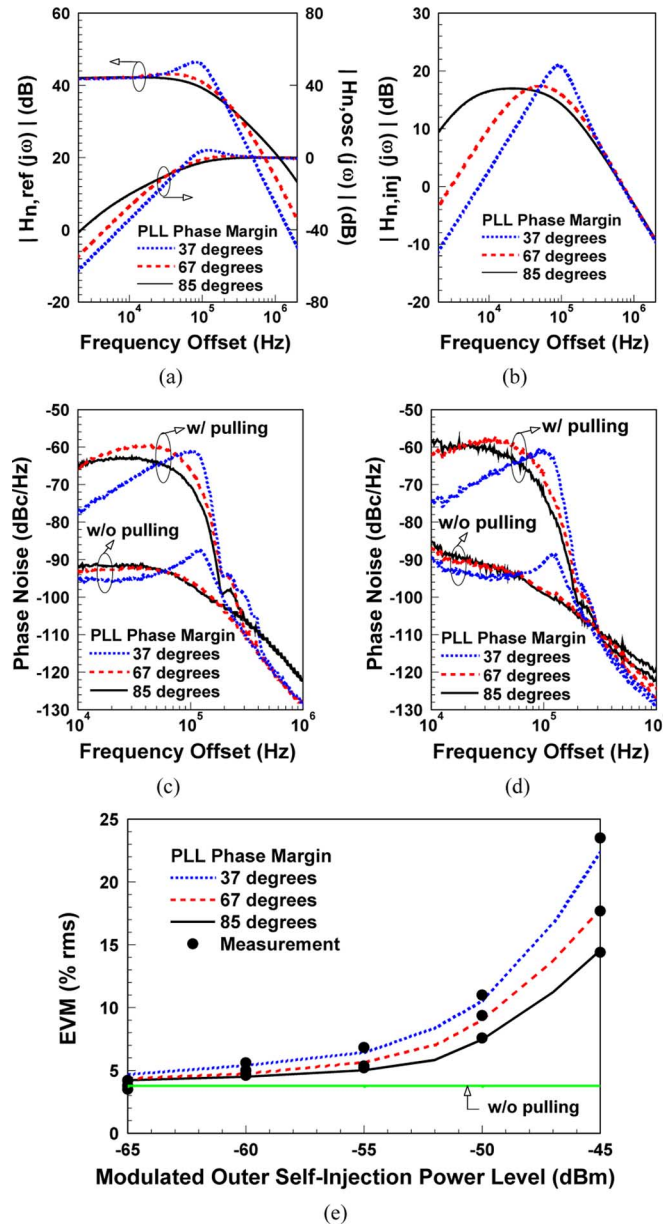 60
40
20
0
-20
80
40
0
-40
-80
| Hn,ref (jω) | (dB)
| Hn,osc (jω) | (dB)
PLL Phase Margin
37 degrees
67 degrees
85 degrees
10^4
10^5
10^6
Frequency Offset (Hz)
(a)
30
20
10
0
-10
-20
| Hn,inj (jω) | (dB)
PLL Phase Margin
37 degrees
67 degrees
85 degrees
10^4
10^5
10^6
Frequency Offset (Hz)
(b)
-50
-60
-70
-80
-90
-100
-110
-120
-130
Phase Noise (dBc/Hz)
w/ pulling
w/o pulling
PLL Phase Margin
37 degrees
67 degrees
85 degrees
10^4
10^5
10^6
Frequency Offset (Hz)
(c)
-50
-60
-70
-80
-90
-100
-110
-120
-130
Phase Noise (dBc/Hz)
w/ pulling
w/o pulling
PLL Phase Margin
37 degrees
67 degrees
85 degrees
10^4
10^5
10^6
Frequency Offset (Hz)
(d)
25
20
15
10
5
0
EVM (% rms)
PLL Phase Margin
37 degrees
67 degrees
85 degrees
Measurement
w/o pulling
-65
-60
-55
-50
-45
Modulated Outer Self-Injection Power Level (dBm)
(e)